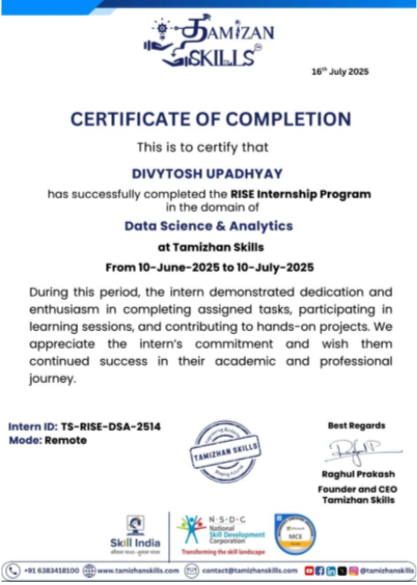 தAMIZAN
SKILLS
16th July 2025
CERTIFICATE OF COMPLETION
This is to certify that
DIVYTOSH UPADHYAY
has successfully completed the RISE Internship Program
in the domain of
Data Science & Analytics
at Tamizhan Skills
From 10-June-2025 to 10-July-2025
During this period, the intern demonstrated dedication and
enthusiasm in completing assigned tasks, participating in
learning sessions, and contributing to hands-on projects. We
appreciate the intern's commitment and wish them
continued success in their academic and professional
journey.
Intern ID: TS-RISE-DSA-2514
Mode: Remote
TAMIZHAN SKILLS
Best Regards
Raghul Prakash
Founder and CEO
Tamizhan Skills
Skill India
N·S·D·C
National
Skill Development
Corporation
Transforming the skill landscape
Microsoft
MCE
+91 6383418100 www.tamizhanskills.com contact@tamizhanskills.com @tamizhanskills